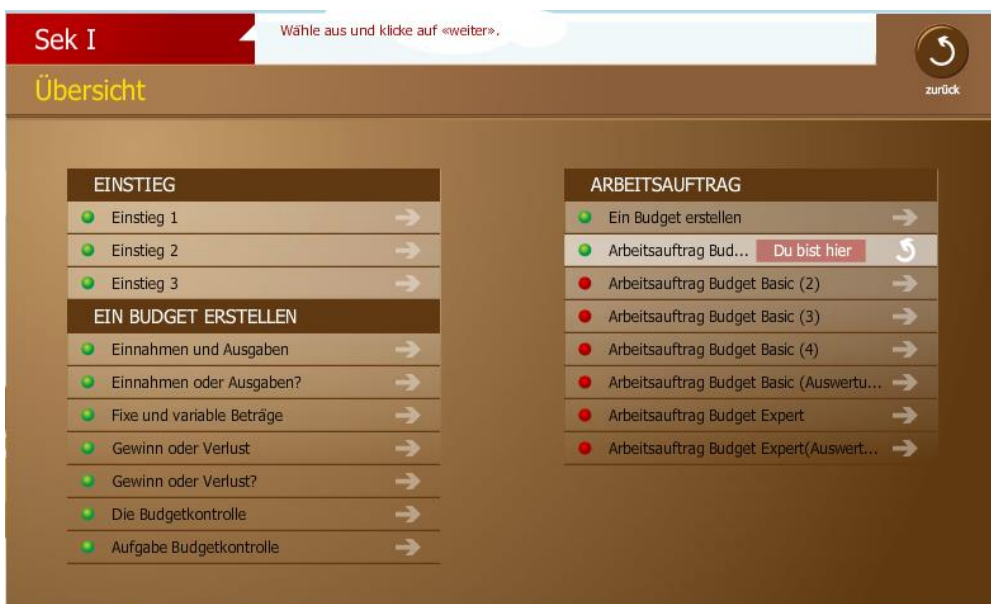 Sek I
Wähle aus und klicke auf «weiter».
zurück
Übersicht
EINSTIEG
Einstieg 1
Einstieg 2
Einstieg 3
EIN BUDGET ERSTELLEN
Einnahmen und Ausgaben
Einnahmen oder Ausgaben?
Fixe und variable Beträge
Gewinn oder Verlust
Gewinn oder Verlust?
Die Budgetkontrolle
Aufgabe Budgetkontrolle
ARBEITSAUFTRAG
Ein Budget erstellen
Arbeitsauftrag Bud... Du bist hier
Arbeitsauftrag Budget Basic (2)
Arbeitsauftrag Budget Basic (3)
Arbeitsauftrag Budget Basic (4)
Arbeitsauftrag Budget Basic (Auswertu...
Arbeitsauftrag Budget Expert
Arbeitsauftrag Budget Expert(Auswert...